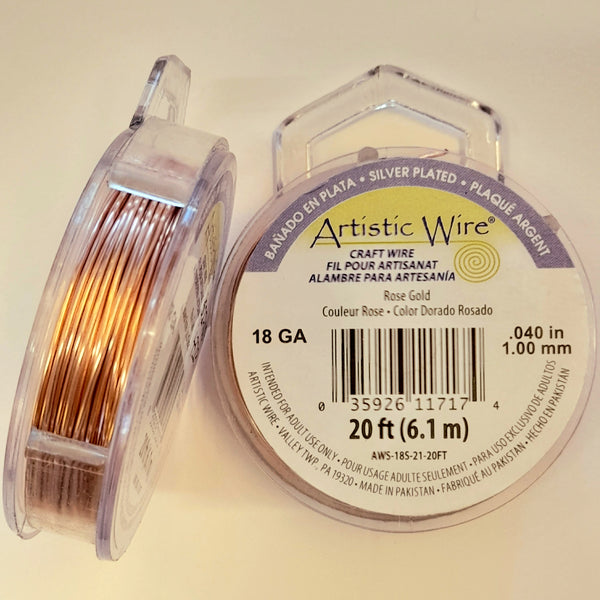 BAÑADO EN PLATA • SILVER PLATED • PLAQUÉ ARGENT
Artistic Wire®
CRAFT WIRE
FIL POUR ARTISANAT
ALAMBRE PARA ARTESANÍA
Rose Gold
Couleur Rose • Color Dorado Rosado
18 GA
.040 in
1.00 mm
0 35926 11717 4
20 ft (6.1 m)
AWS-18S-21-20FT
INTENDED FOR ADULT USE ONLY • POUR USAGE ADULTE SEULEMENT • PARA USO EXCLUSIVO DE ADULTOS
ARTISTIC WIRE • VALLEY TWP., PA 19320 • MADE IN PAKISTAN • FABRIQUÉ AU PAKISTAN • HECHO EN PAKISTAN